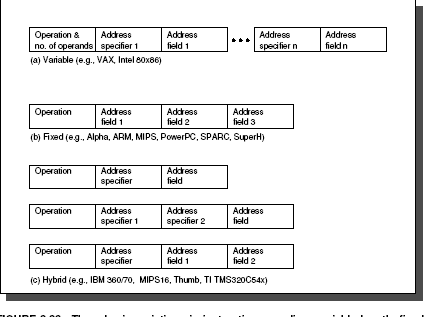 Operation & no. of operands Address specifier 1 Address field 1 ••• Address specifier n Address field n
(a) Variable (e.g., VAX, Intel 80x86)
Operation Address field 1 Address field 2 Address field 3
(b) Fixed (e.g., Alpha, ARM, MIPS, PowerPC, SPARC, SuperH)
Operation Address specifier Address field
Operation Address specifier 1 Address specifier 2 Address field
Operation Address specifier Address field 1 Address field 2
(c) Hybrid (e.g., IBM 360/70, MIPS16, Thumb, TI TMS320C54x)